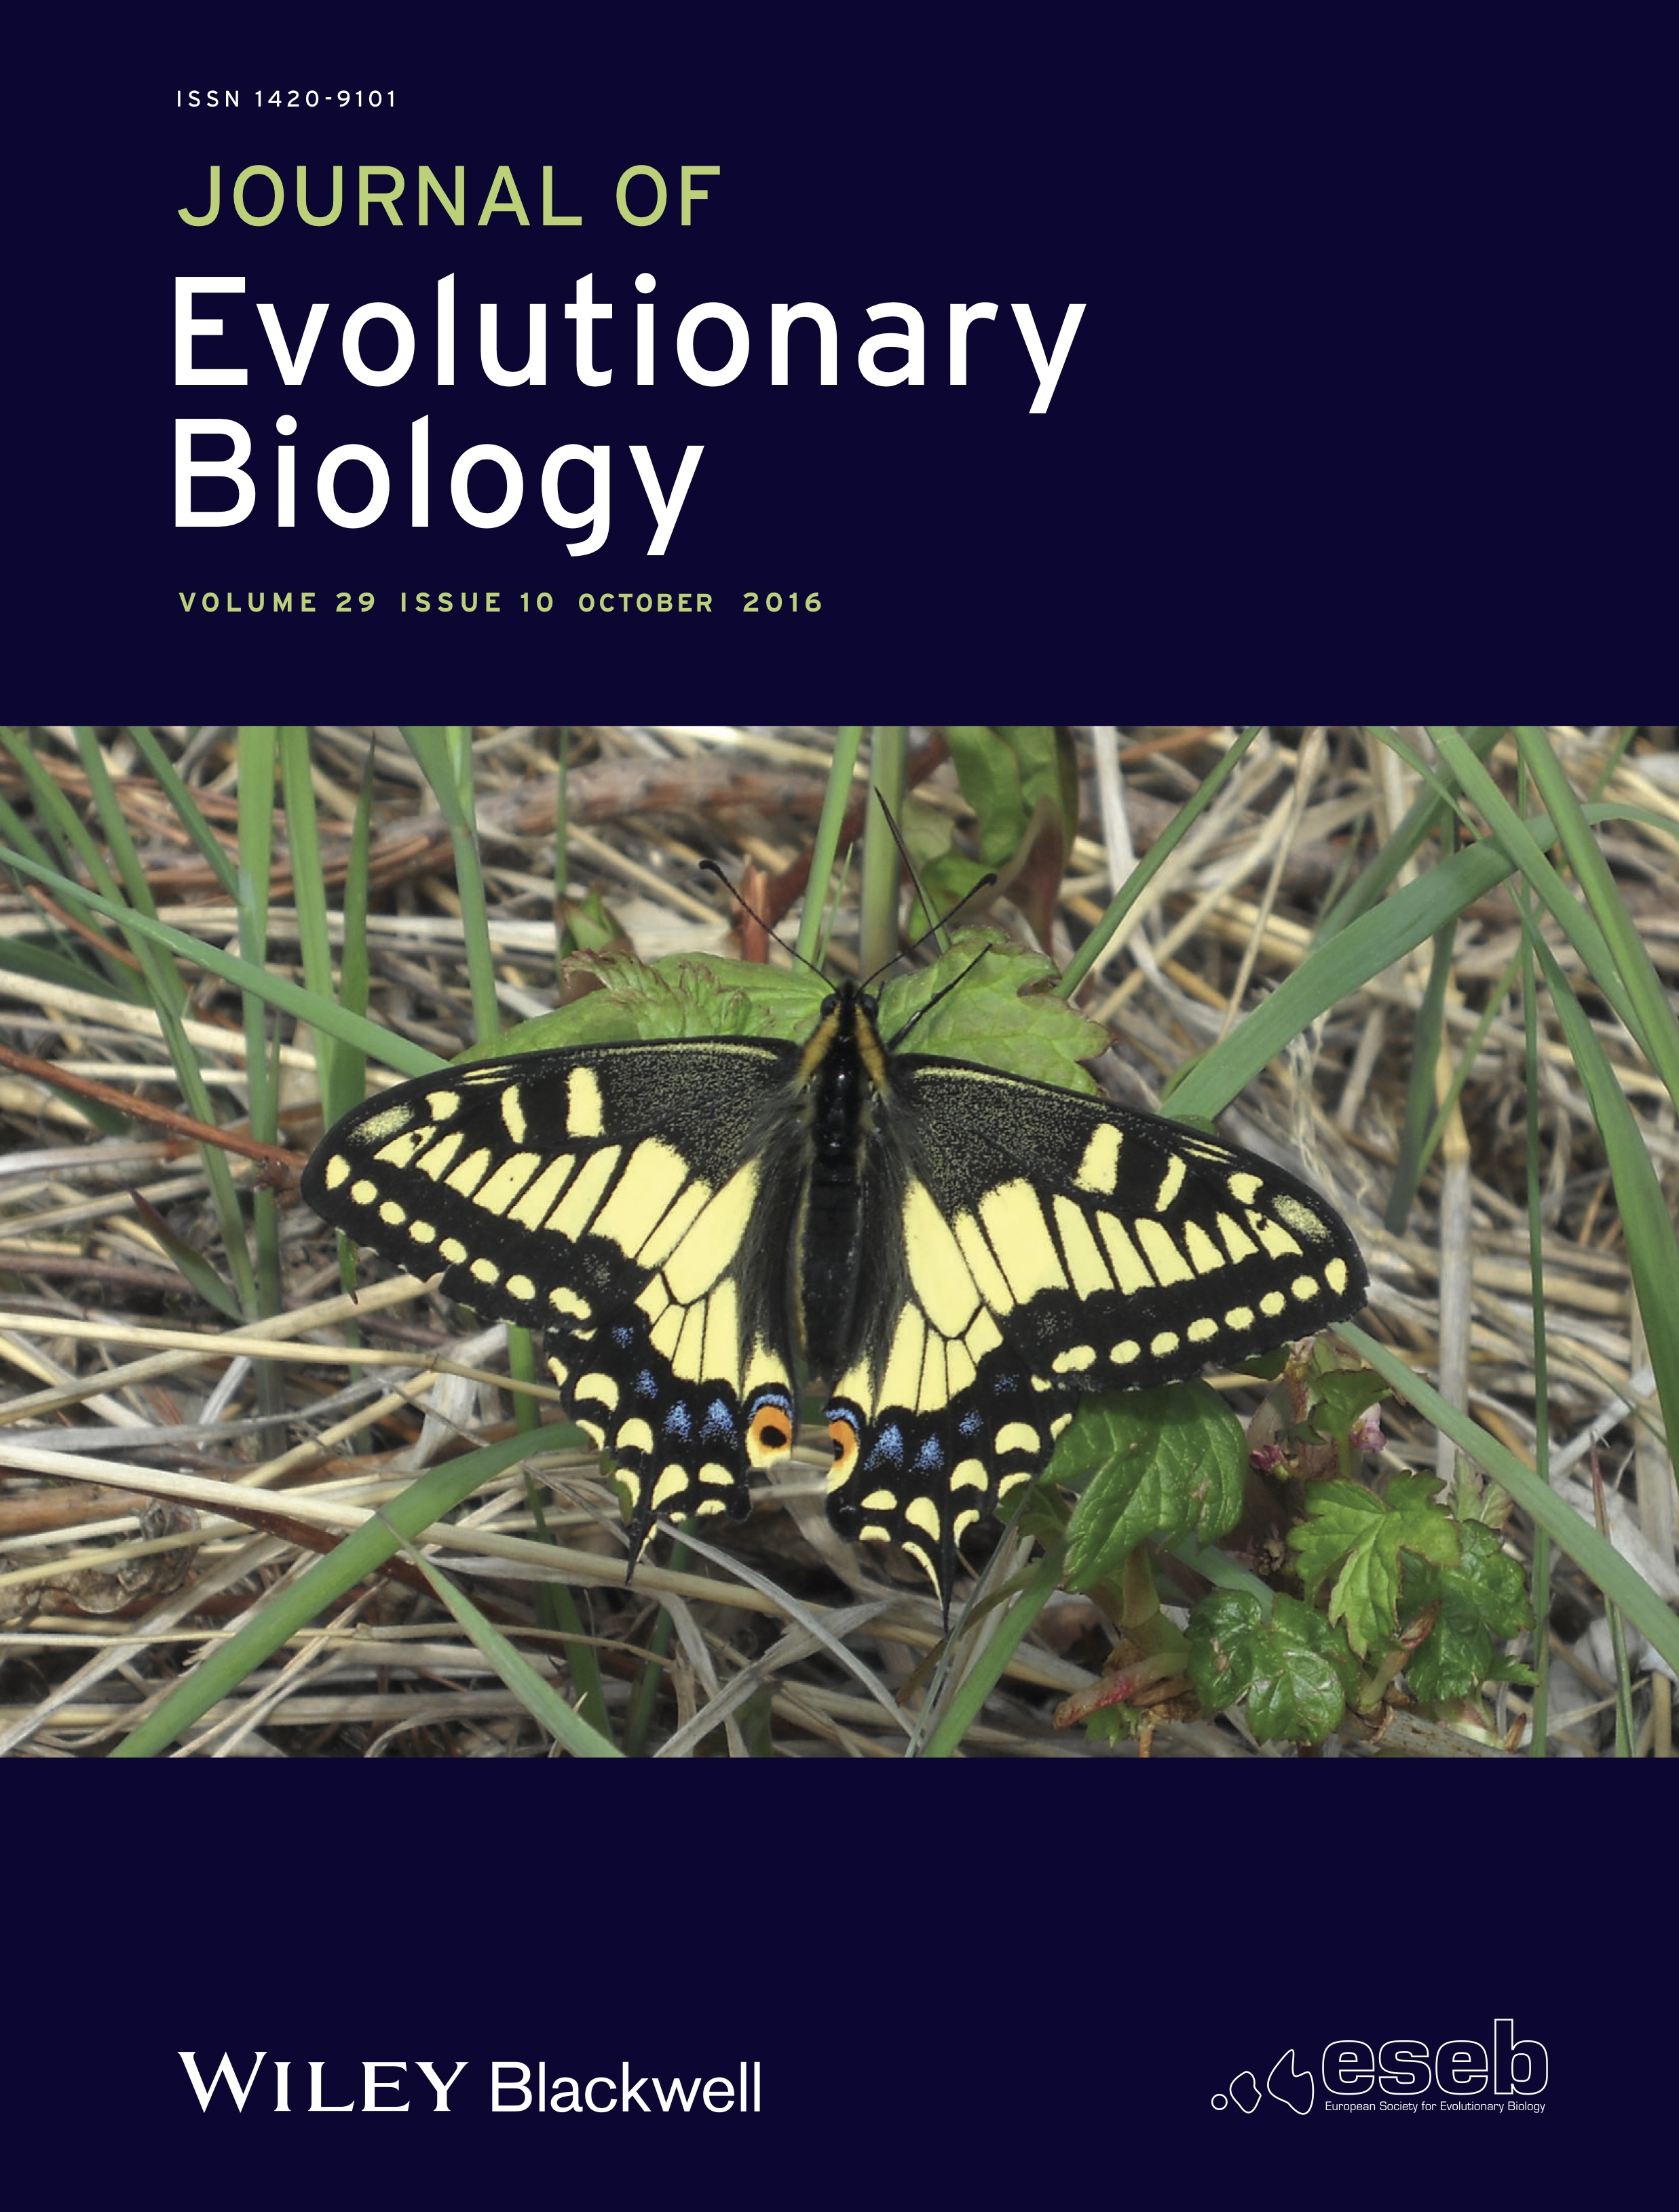 ISSN 1420-9101
JOURNAL OF
Evolutionary
Biology
VOLUME 29 ISSUE 10 OCTOBER 2016
WILEY Blackwell
eseb
European Society for Evolutionary Biology